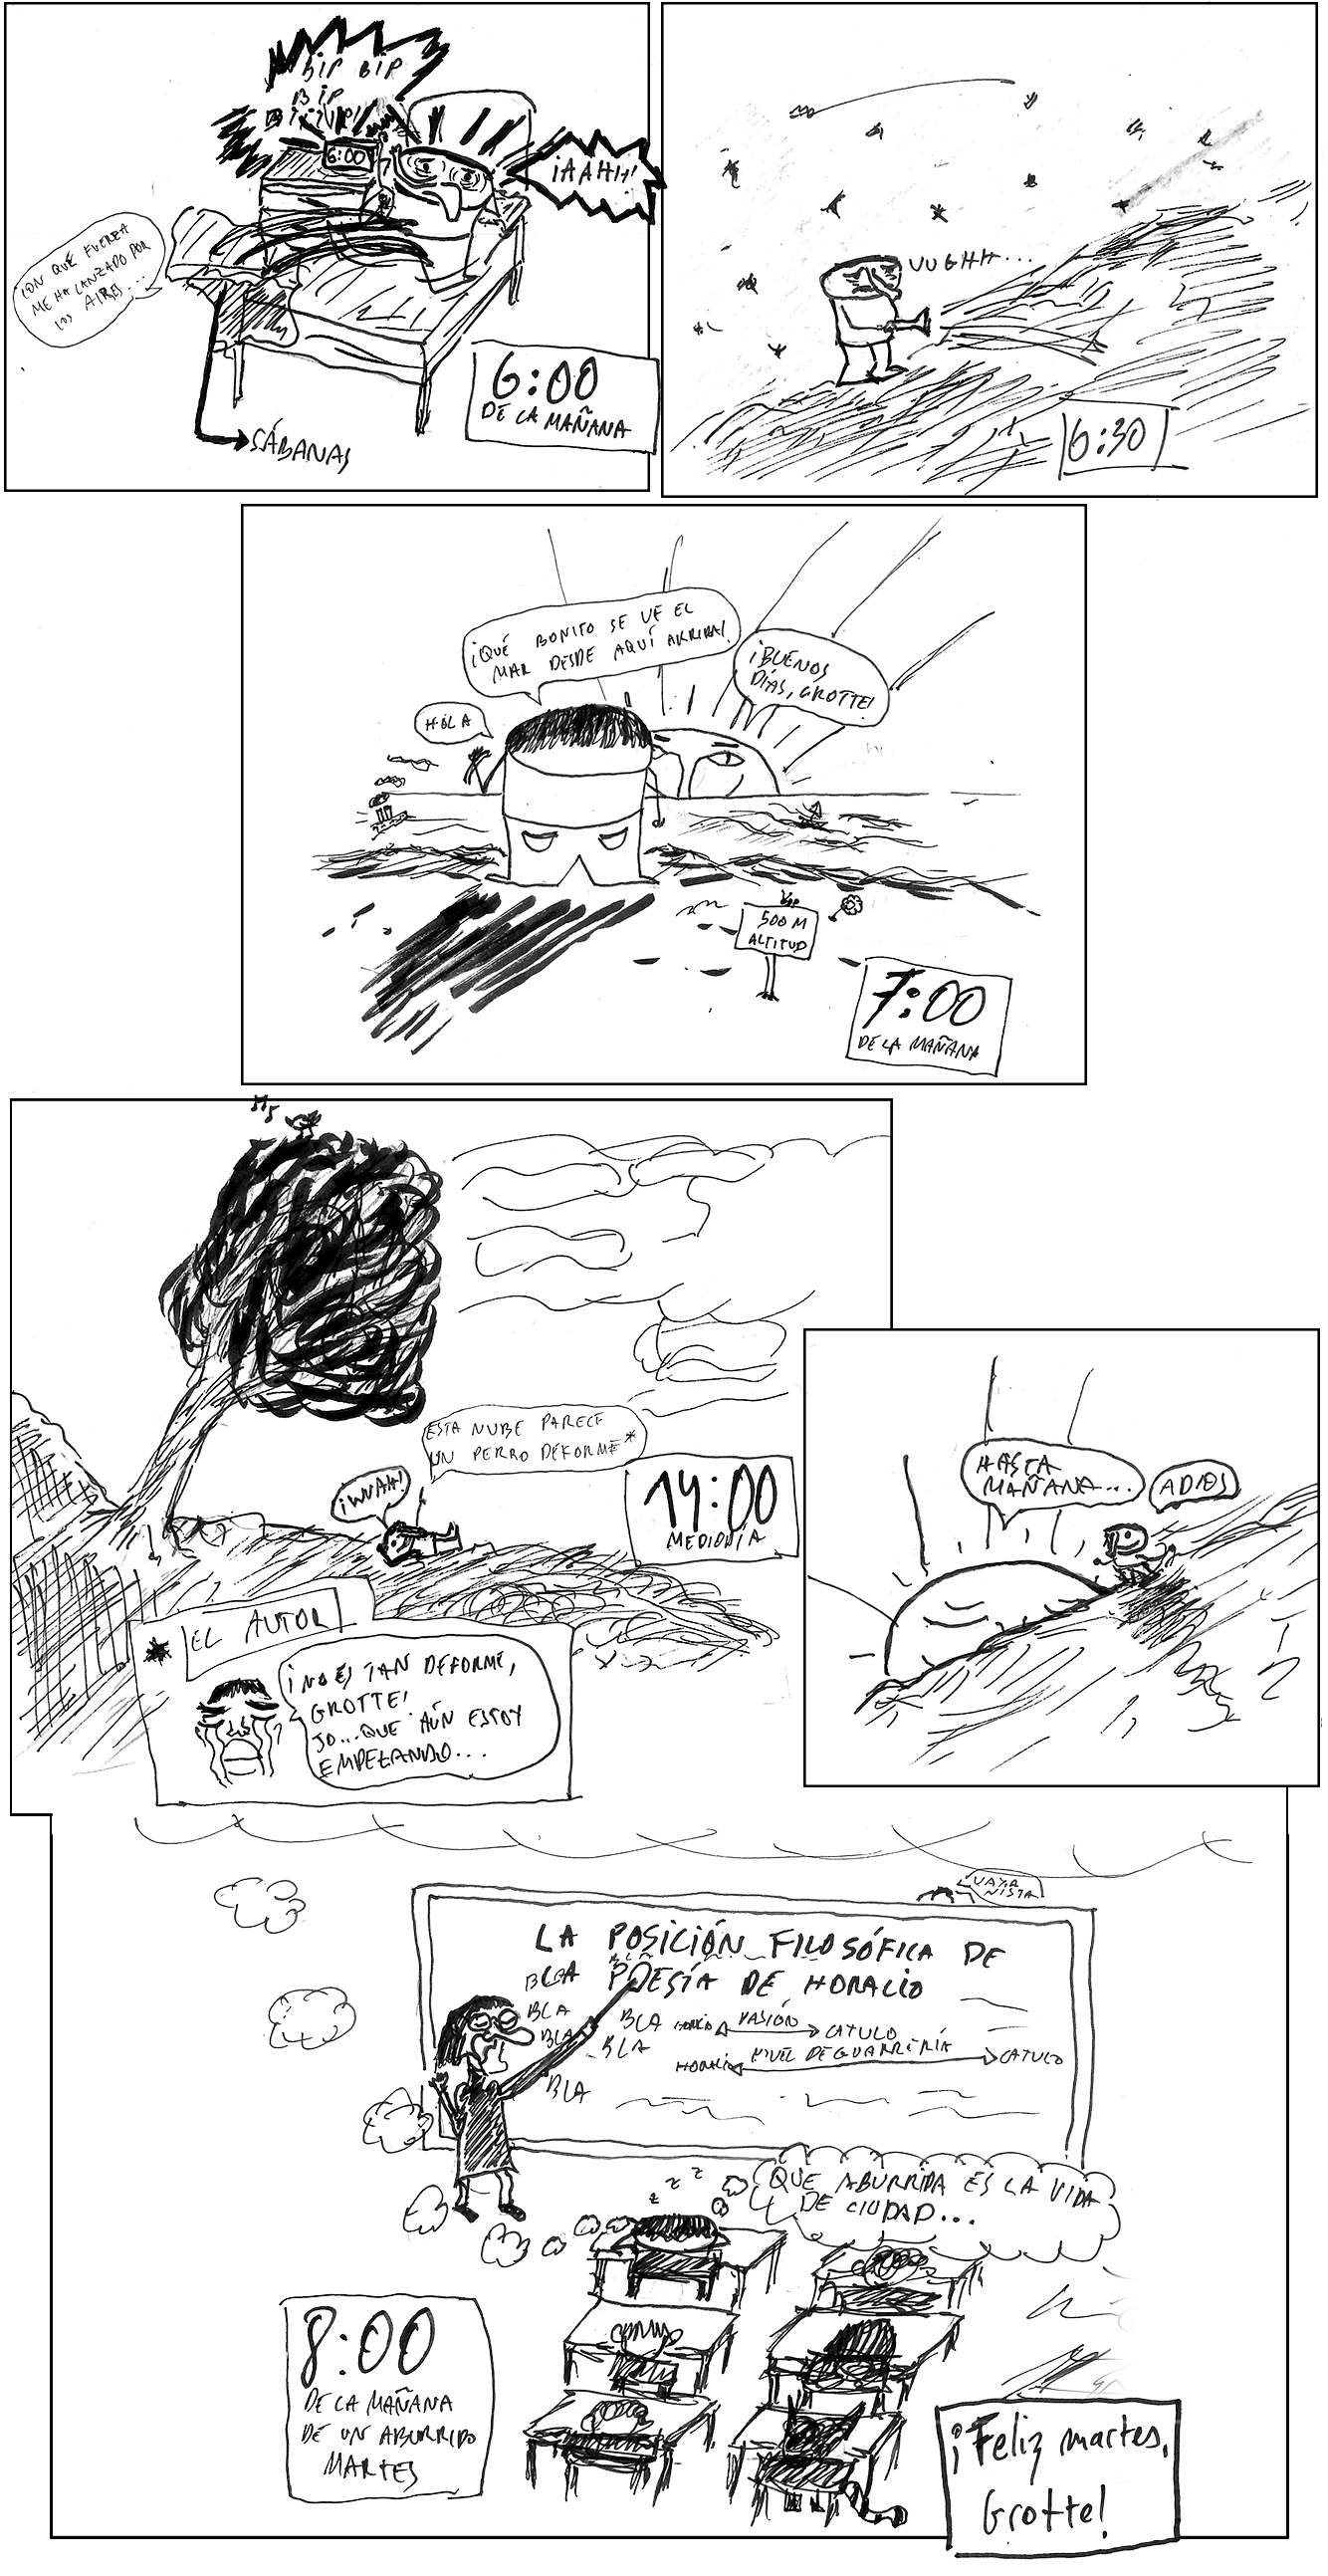 BIP BIP
BIP
6:00
¡AAHH!
CON QUÉ FUERZA
ME HA LANZADO POR
LOS AIRES...
SÁBANAS
6:00
DE LA MAÑANA
UUGHH...
6:30
¡QUÉ BONITO SE VE EL
MAR DESDE AQUÍ ARRIBA!
¡BUENOS
DÍAS, GROTTE!
HOLA
500 M
ALTITUD
7:00
DE LA MAÑANA
ESTA NUBE PARECE
UN PERRO DEFORME*
¡WUAH!
14:00
MEDIODÍA
* EL AUTOR
¡NO ES TAN DEFORME,
GROTTE!
JO... QUE AÚN ESTOY
EMPEZANDO...
HASTA
MAÑANA...
ADIOS
VAYA
NISTA
LA POSICIÓN FILOSÓFICA DE
BLA POESÍA DE HORACIO
BLA
BLA
BLA HORACIO PASIÓN CATULO
BLA
HORACIO NIVEL DE GUARRERÍA CATULO
BLA
Z Z Z
QUE ABURRIDA ES LA VIDA
DE CIUDAD...
8:00
DE LA MAÑANA
DE UN ABURRIDO
MARTES
¡Feliz martes,
Grotte!